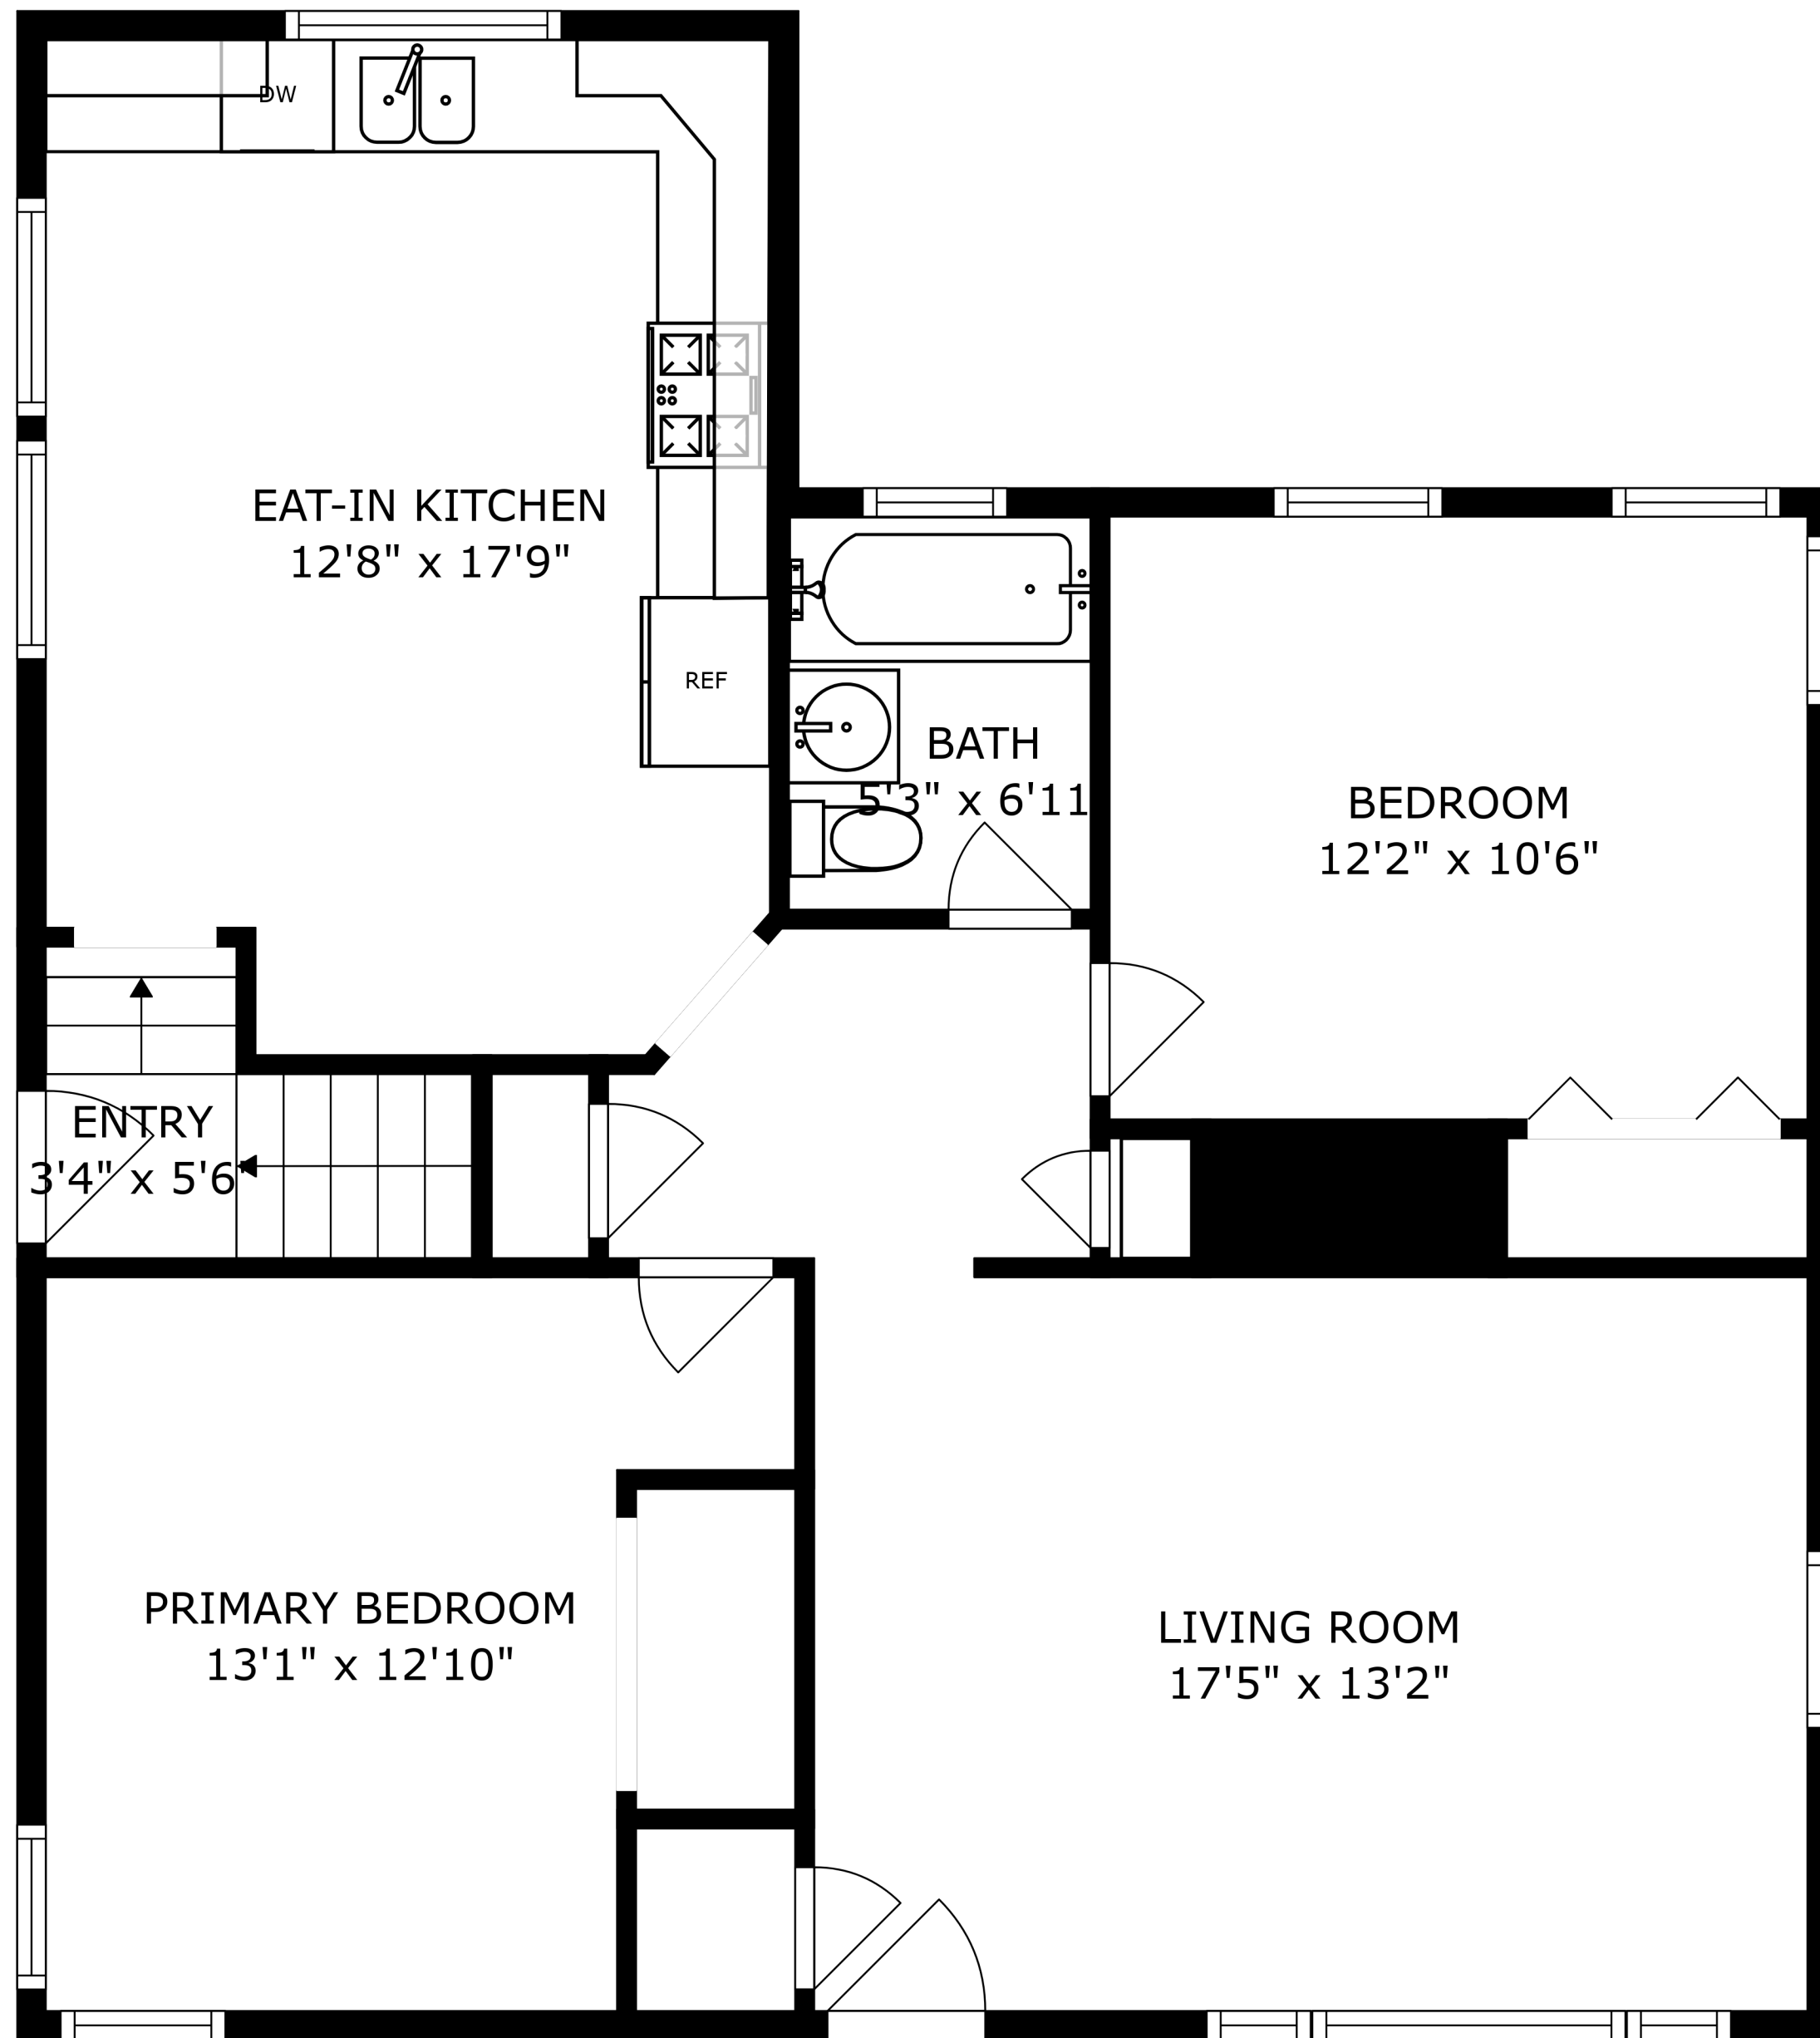 DW
EAT-IN KITCHEN
12'8" x 17'9"
REF
BATH
5'3" x 6'11
BEDROOM
12'2" x 10'6"
ENTRY
3'4" x 5'6"
PRIMARY BEDROOM
13'1" x 12'10"
LIVING ROOM
17'5" x 13'2"